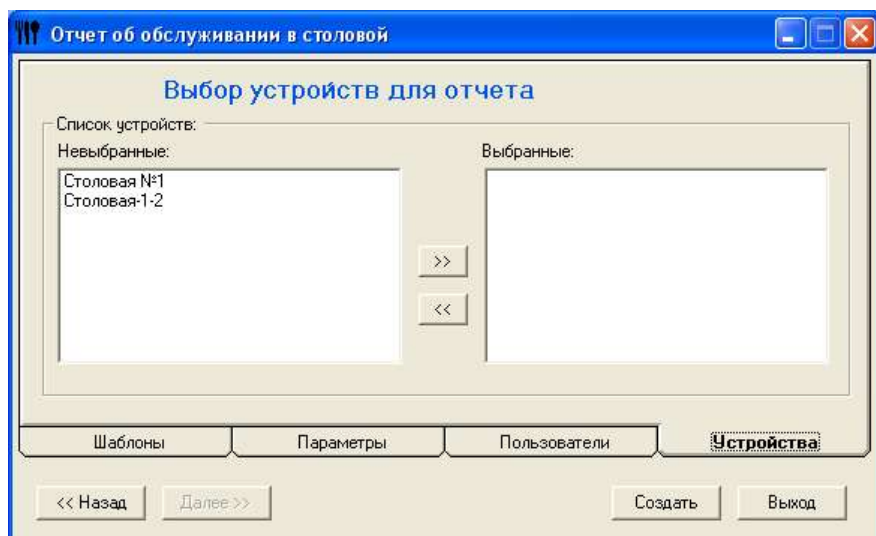 Отчет об обслуживании в столовой
Выбор устройств для отчета
Список устройств:
Невыбранные:
Выбранные:
Столовая №1
Столовая-1-2
>>
<<
Шаблоны
Параметры
Пользователи
Устройства
<< Назад
Далее >>
Создать
Выход